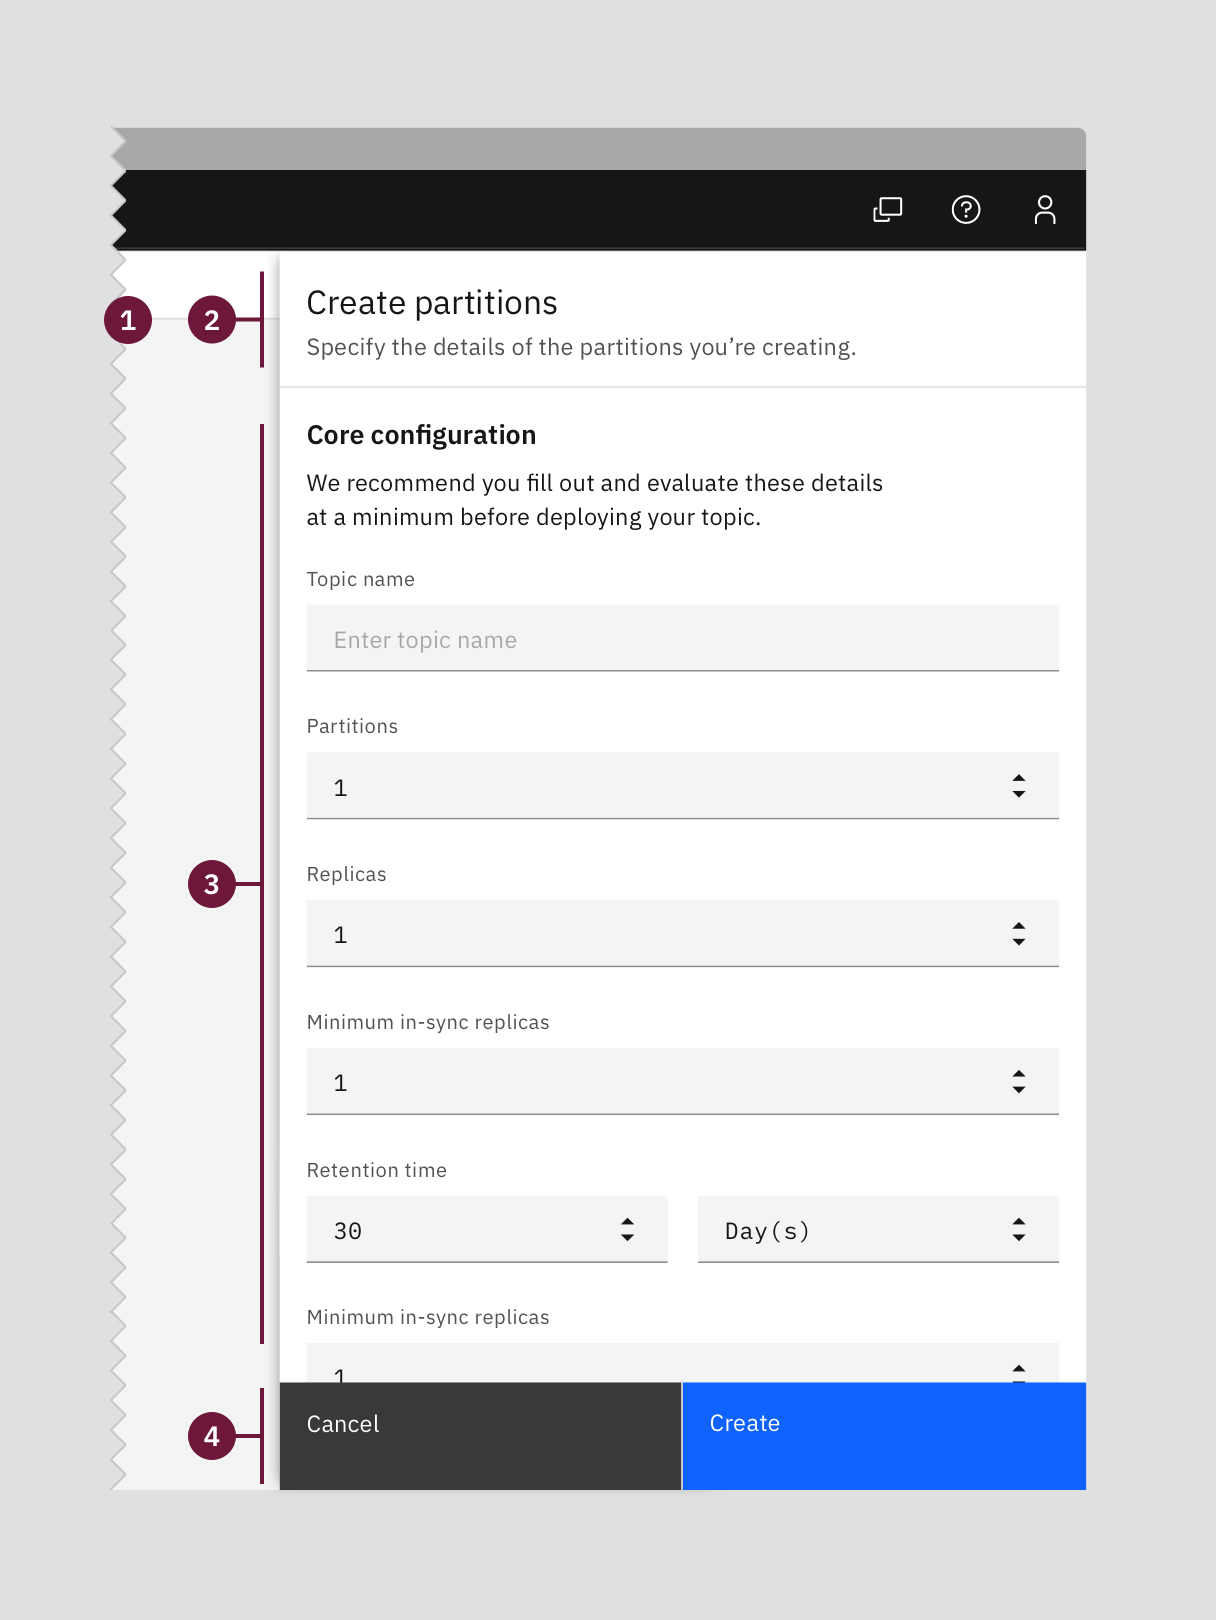 1
2
Create partitions
Specify the details of the partitions you’re creating.
Core configuration
We recommend you fill out and evaluate these details
at a minimum before deploying your topic.
Topic name
Enter topic name
Partitions
1
3
Replicas
1
Minimum in-sync replicas
1
Retention time
30
Day(s)
Minimum in-sync replicas
1
4
Cancel
Create